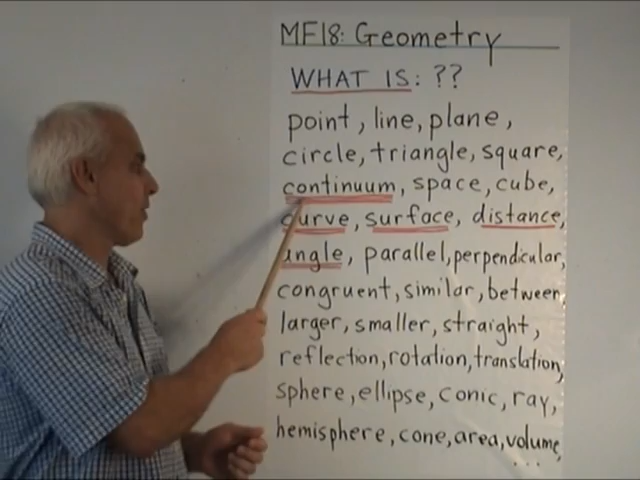 MF18: Geometry
WHAT IS: ??
point, line, plane,
circle, triangle, square,
continuum, space, cube,
curve, surface, distance,
angle, parallel, perpendicular,
congruent, similar, between,
larger, smaller, straight,
reflection, rotation, translation,
sphere, ellipse, conic, ray,
hemisphere, cone, area, volume,
...